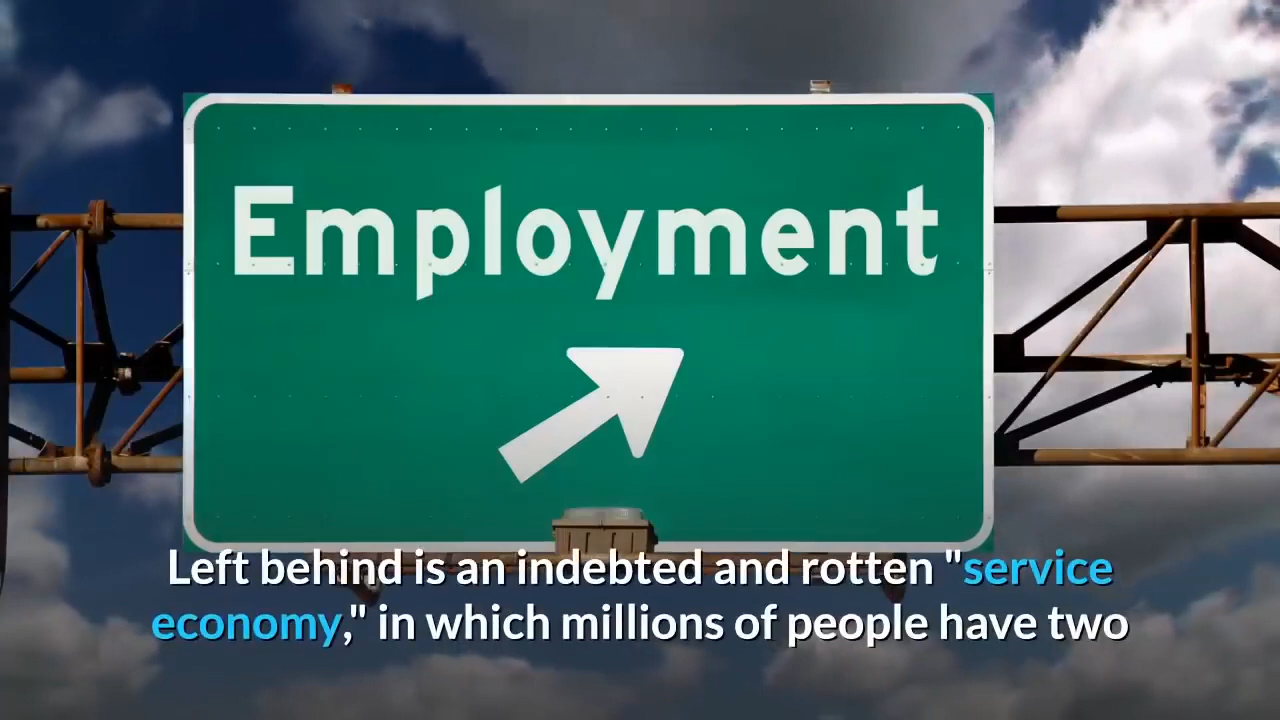 Employment
Left behind is an indebted and rotten "service
economy," in which millions of people have two